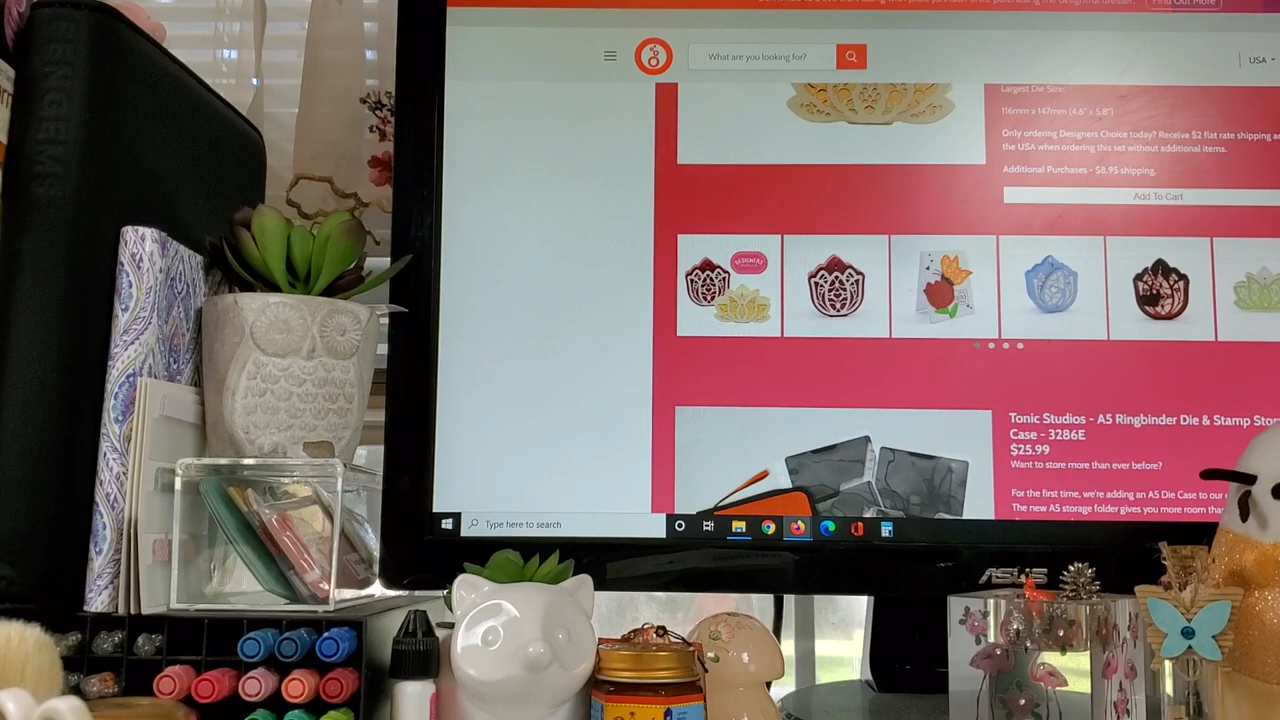 Find Out More
What are you looking for?
USA
Largest Die Size:
116mm x 147mm (4.6" x 5.8")
Only ordering Designers Choice today? Receive $2 flat rate shipping
the USA when ordering this set without additional items.
Additional Purchases - $8.95 shipping.
Add To Cart
DESIGNERS
Tonic Studios - A5 Ringbinder Die & Stamp Stor
Case - 3286E
$25.99
Want to store more than ever before?
For the first time, we're adding an A5 Die Case to our
The new A5 storage folder gives you more room tha
Type here to search
ASUS